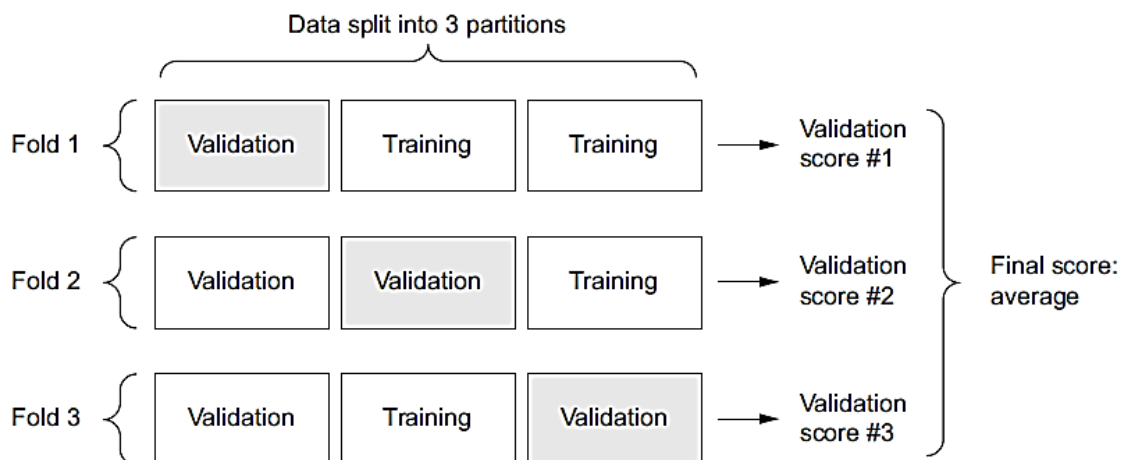 Data split into 3 partitions
Fold 1
Validation
Training
Training
Validation
score #1
Fold 2
Validation
Validation
Training
Validation
score #2
Final score:
average
Fold 3
Validation
Training
Validation
Validation
score #3